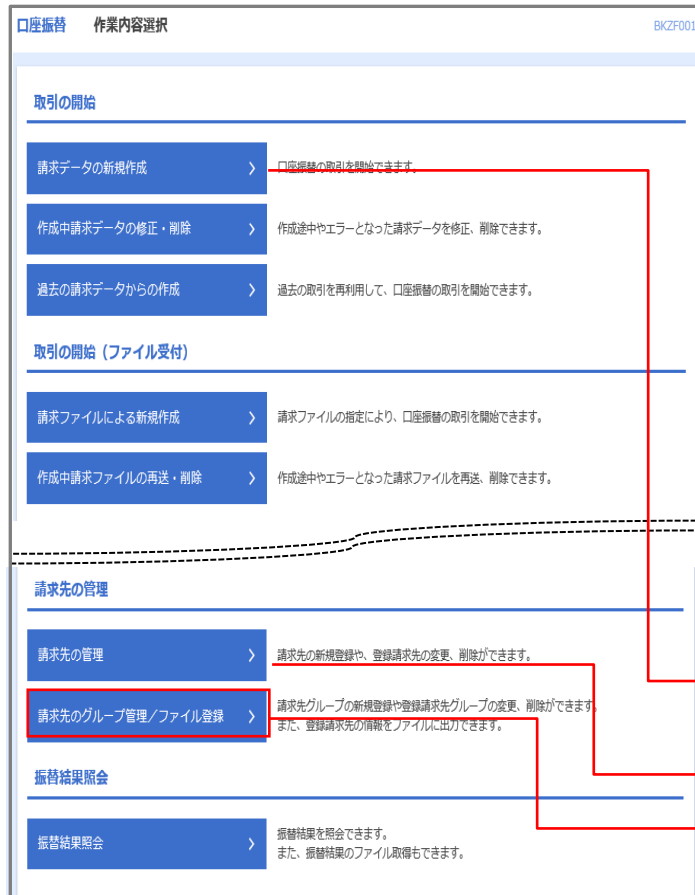 口座振替 作業内容選択 BKZF001
取引の開始
請求データの新規作成 口座振替の取引を開始できます。
作成中請求データの修正・削除 作成途中やエラーとなった請求データを修正、削除できます。
過去の請求データからの作成 過去の取引を再利用して、口座振替の取引を開始できます。
取引の開始（ファイル受付）
請求ファイルによる新規作成 請求ファイルの指定により、口座振替の取引を開始できます。
作成中請求ファイルの再送・削除 作成途中やエラーとなった請求ファイルを再送、削除できます。
請求先の管理
請求先の管理 請求先の新規登録や、登録請求先の変更、削除ができます。
請求先のグループ管理／ファイル登録 請求先グループの新規登録や登録請求先グループの変更、削除ができます。
また、登録請求先の情報をファイルに出力できます。
振替結果照会
振替結果照会 振替結果を照会できます。
また、振替結果のファイル取得もできます。